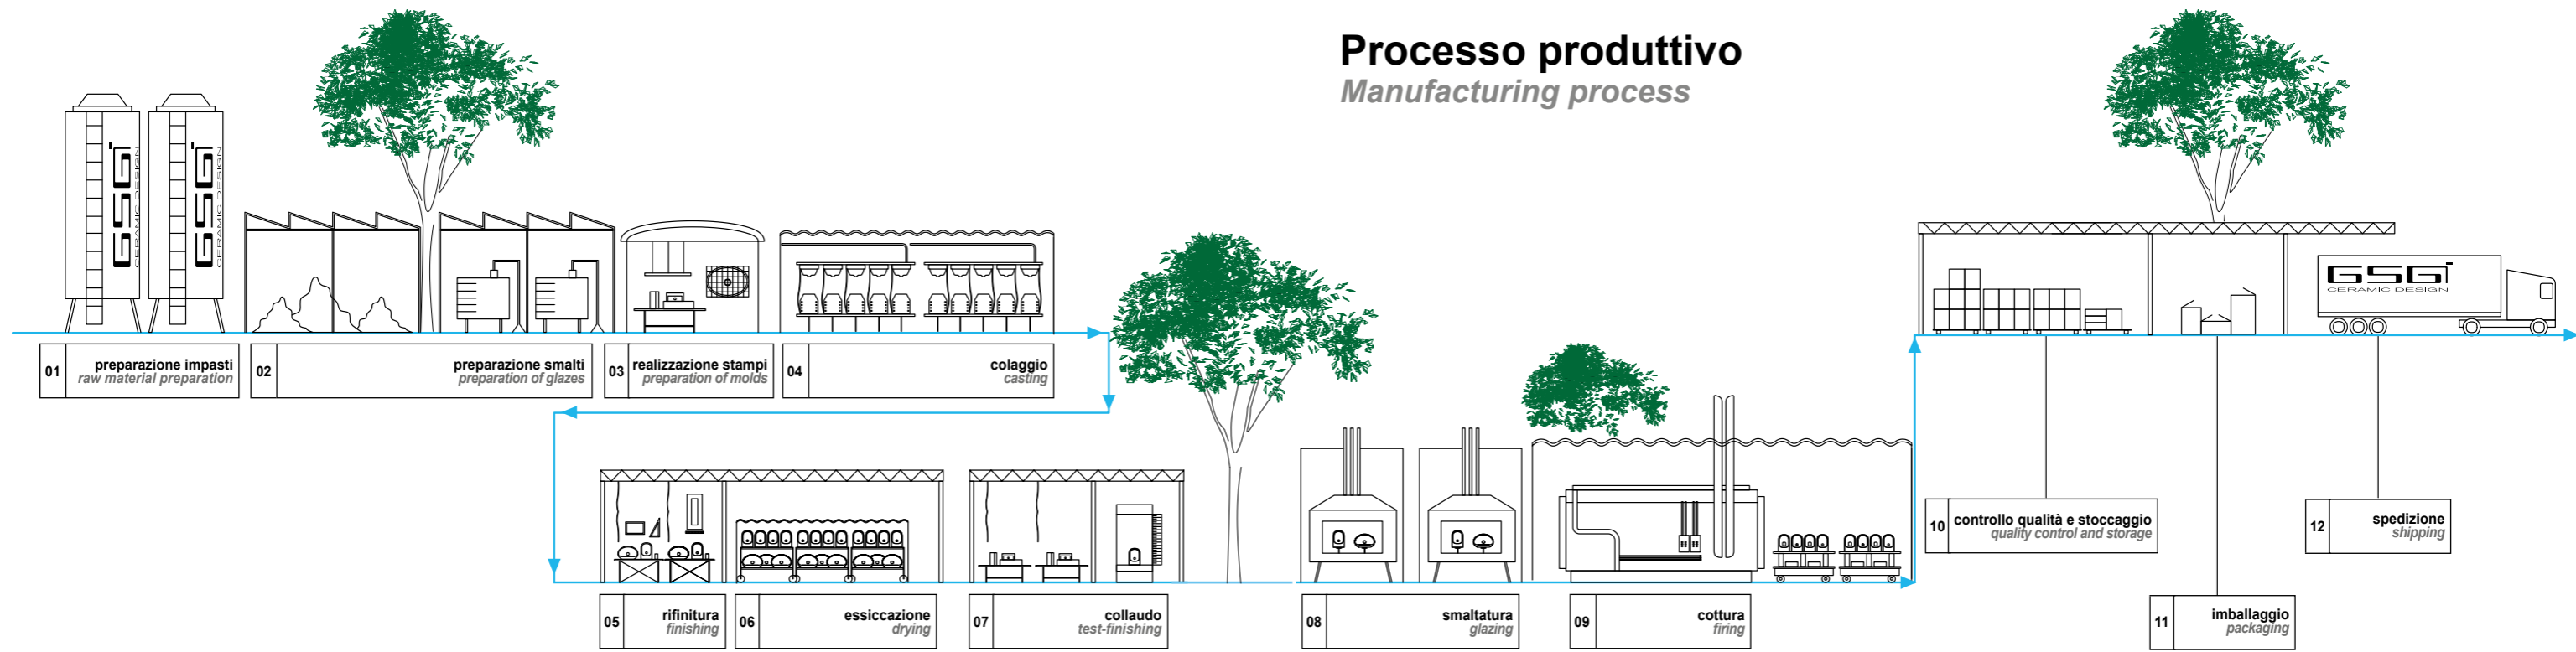 Processo produttivo
Manufacturing process
GSG
CERAMIC DESIGN
GSG
CERAMIC DESIGN
GSG
CERAMIC DESIGN
01
preparazione impasti
raw material preparation
02
preparazione smalti
preparation of glazes
03
realizzazione stampi
preparation of molds
04
colaggio
casting
05
rifinitura
finishing
06
essiccazione
drying
07
collaudo
test-finishing
08
smaltatura
glazing
09
cottura
firing
10
controllo qualità e stoccaggio
quality control and storage
11
imballaggio
packaging
12
spedizione
shipping